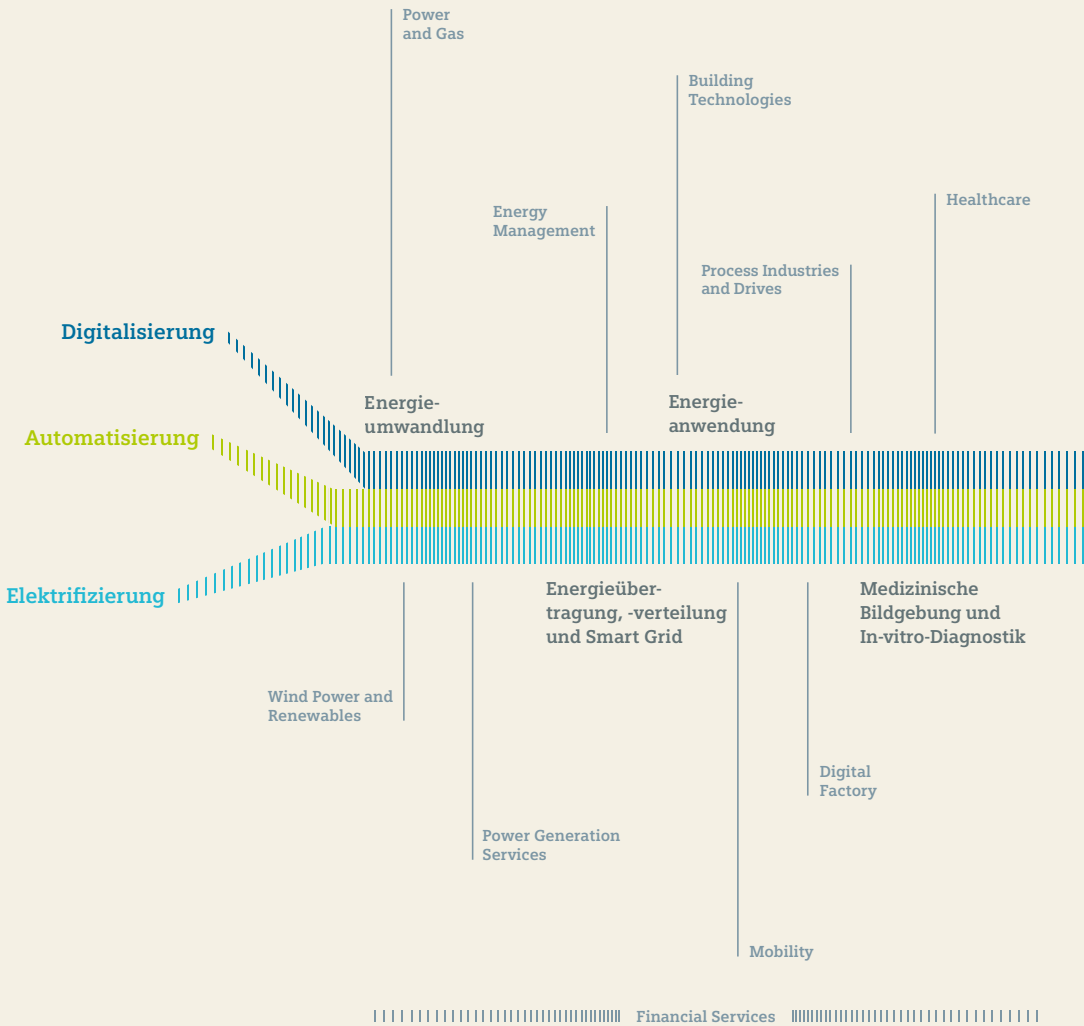 Power
and Gas
Building
Technologies
Energy
Management
Healthcare
Process Industries
and Drives
Digitalisierung
Energie-
umwandlung
Energie-
anwendung
Automatisierung
Elektrifizierung
Energieüber-
tragung, -verteilung
und Smart Grid
Medizinische
Bildgebung und
In-vitro-Diagnostik
Wind Power and
Renewables
Digital
Factory
Power Generation
Services
Mobility
Financial Services